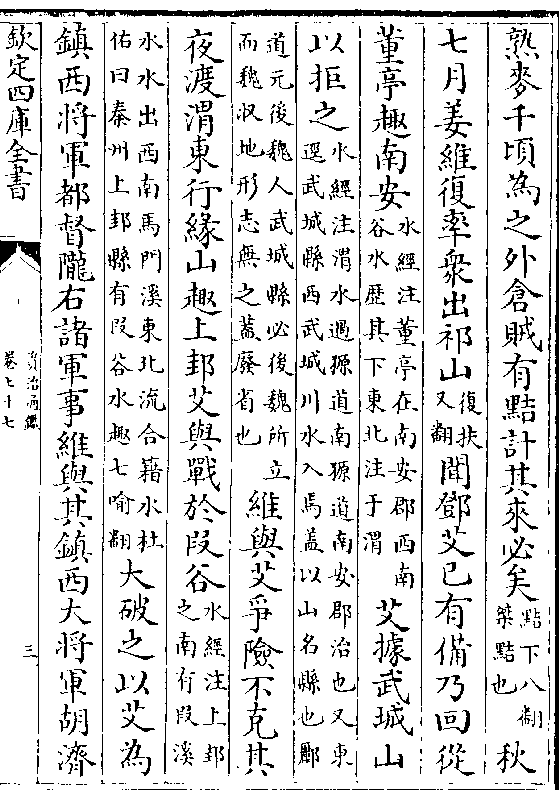 熟麥千頃為之外倉賊有黠計其來必矣黠下八翻桀黠也秋
七月姜維復率衆出祁山復扶又翻聞鄧艾已有備乃回從
董亭趣南安水經注董亭在南安郡西南谷水歷其下東北注于渭艾據武城山
以拒之水經注渭水過獂道南獂道南安郡治也又東逕武城縣西武城川水入焉盖以山名縣也酈
道元後魏人武城縣必後魏所立而魏収地形志無之蓋廢省也維與艾爭險不克其
夜渡渭東行緣山趣上邽艾與戰於段谷水經注上邽之南有段溪
水水出西南馬門溪東北流合籍水杜佑曰秦州上邽縣有段谷水趣七喻翻大破之以艾為
鎮西將軍都督隴右諸軍事維與其鎮西大將軍胡濟
欽定四庫全書
資治通鑑
卷七十七
三